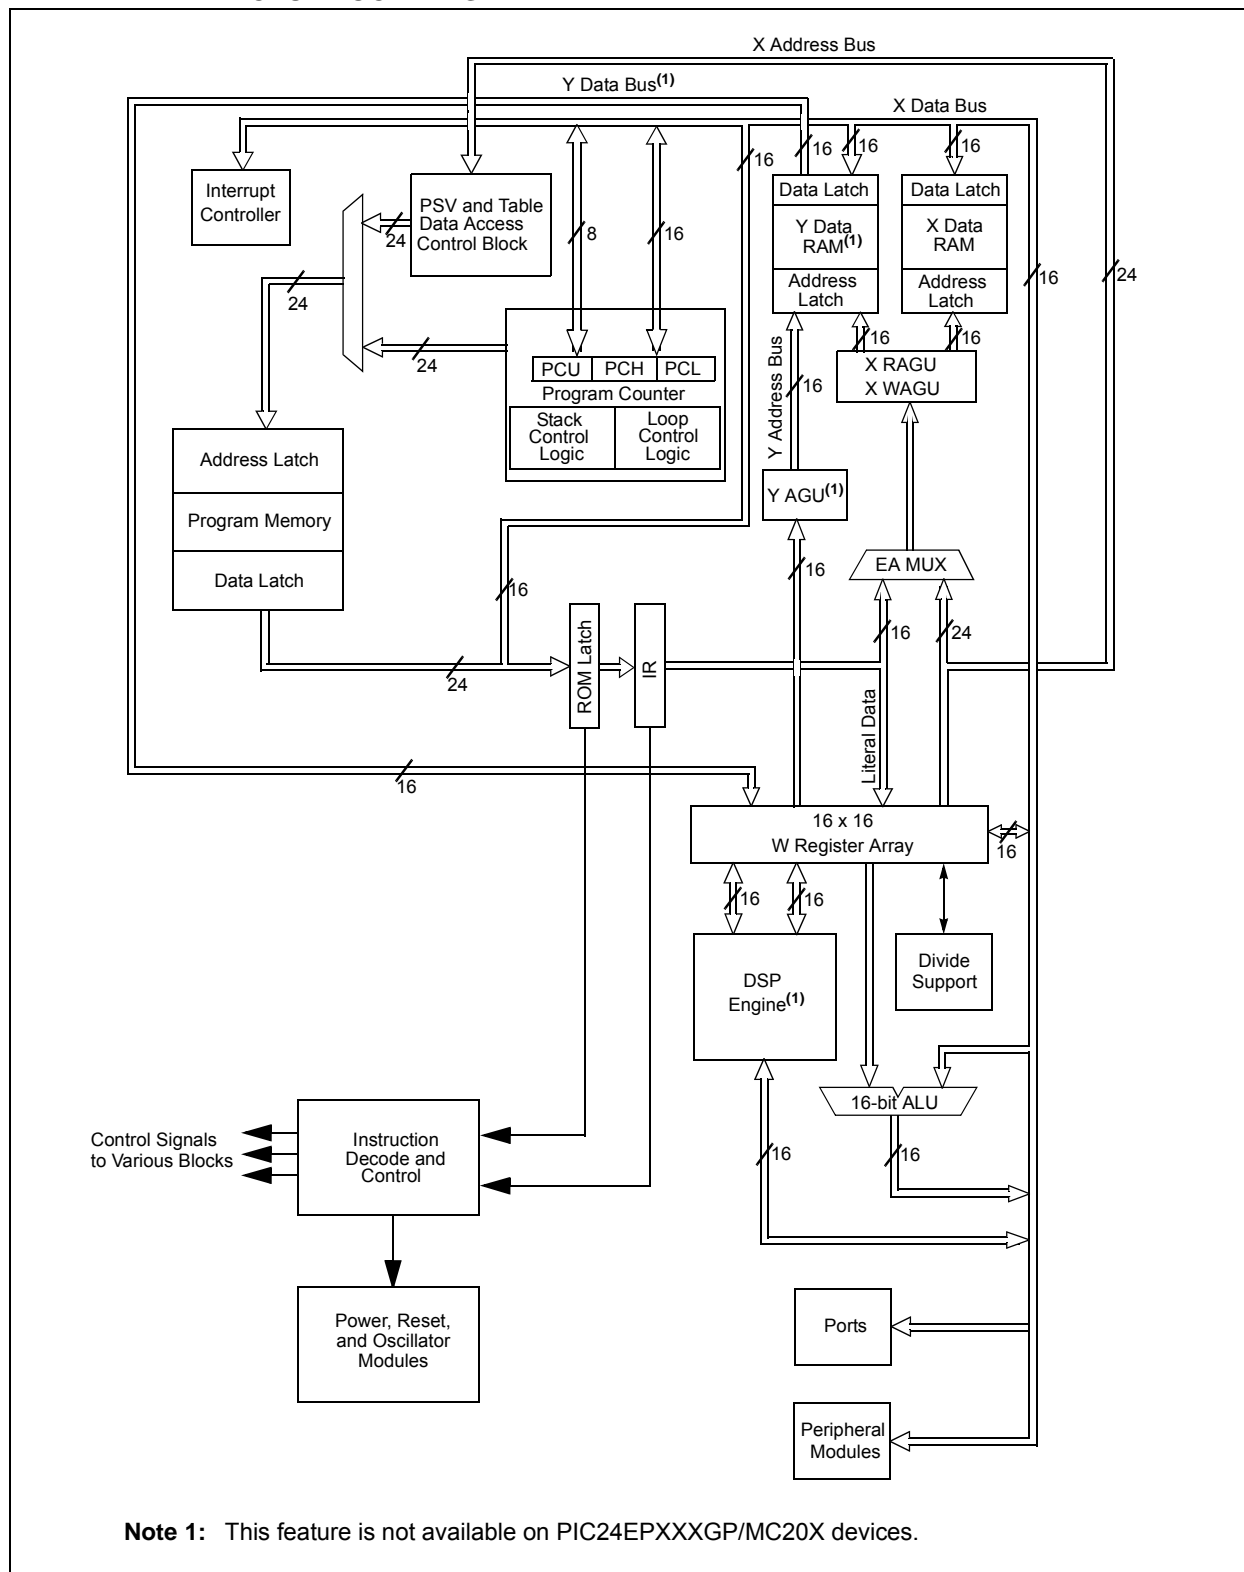 X Address Bus
Y Data Bus(1)
X Data Bus
16
16
16
16
Interrupt
Controller
PSV and Table
Data Access
Control Block
24
8
16
Data Latch
Y Data
RAM(1)
Address
Latch
Data Latch
X Data
RAM
Address
Latch
16
24
24
24
PCU
PCH
PCL
Program Counter
Stack
Control
Logic
Loop
Control
Logic
16
16
X RAGU
X WAGU
Y Address Bus
16
Address Latch
Program Memory
Data Latch
Y AGU(1)
EA MUX
16
16
16
24
24
ROM Latch
IR
Literal Data
16
16 x 16
W Register Array
16
16
16
DSP
Engine(1)
Divide
Support
16-bit ALU
16
16
Control Signals
to Various Blocks
Instruction
Decode and
Control
Power, Reset,
and Oscillator
Modules
Ports
Peripheral
Modules
Note 1: This feature is not available on PIC24EPXXXGP/MC20X devices.